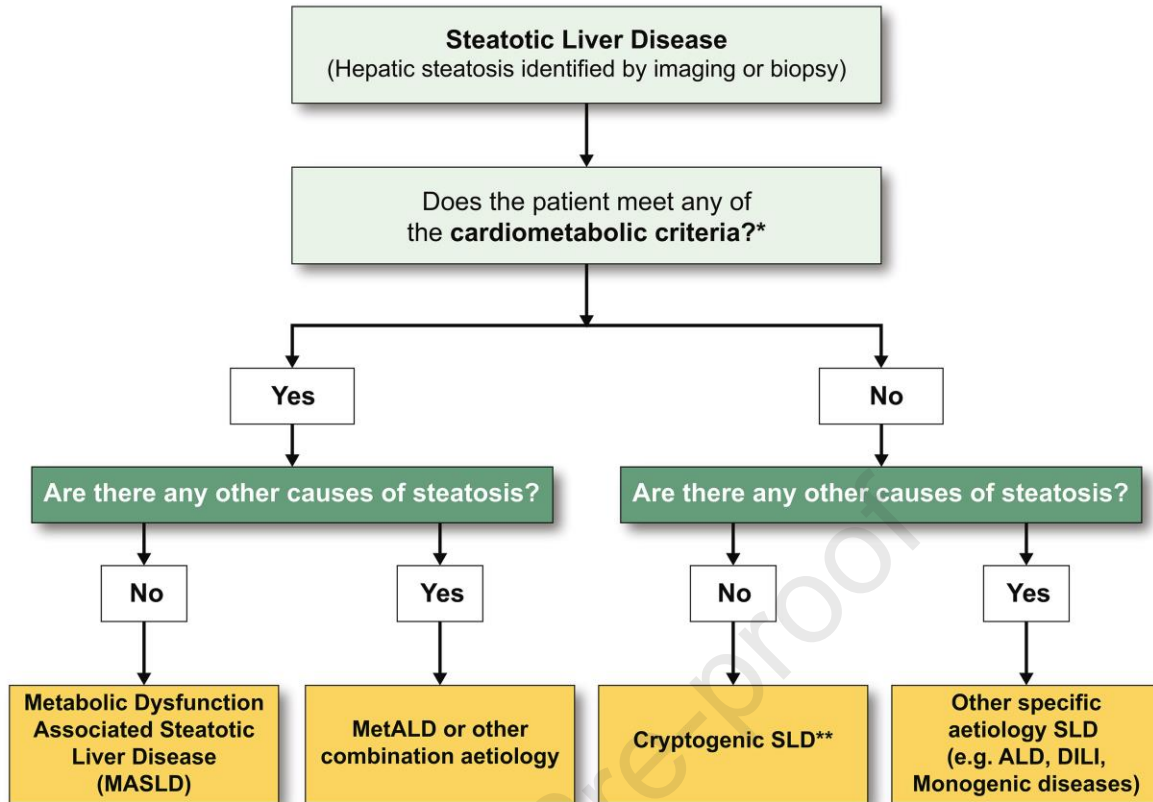 Steatotic Liver Disease
(Hepatic steatosis identified by imaging or biopsy)
Does the patient meet any of
the cardiometabolic criteria?*
Yes
No
Are there any other causes of steatosis?
Are there any other causes of steatosis?
No
Yes
No
Yes
Metabolic Dysfunction
Associated Steatotic
Liver Disease
(MASLD)
MetALD or other
combination aetiology
Cryptogenic SLD**
Other specific
aetiology SLD
(e.g. ALD, DILI,
Monogenic diseases)
re-proof